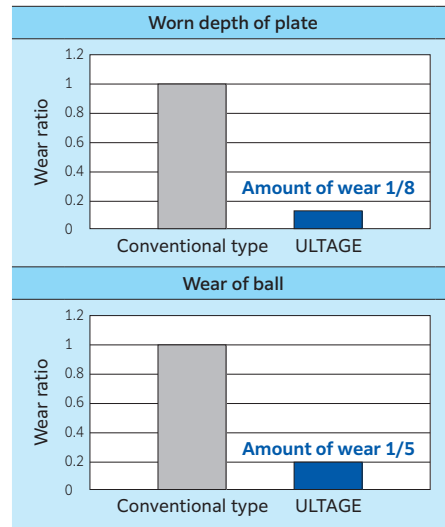 Worn depth of plate
1.2
1
0.8
0.6
0.4
0.2
0
Wear ratio
Amount of wear 1/8
Conventional type ULTAGE
Wear of ball
1.2
1
0.8
0.6
0.4
0.2
0
Wear ratio
Amount of wear 1/5
Conventional type ULTAGE